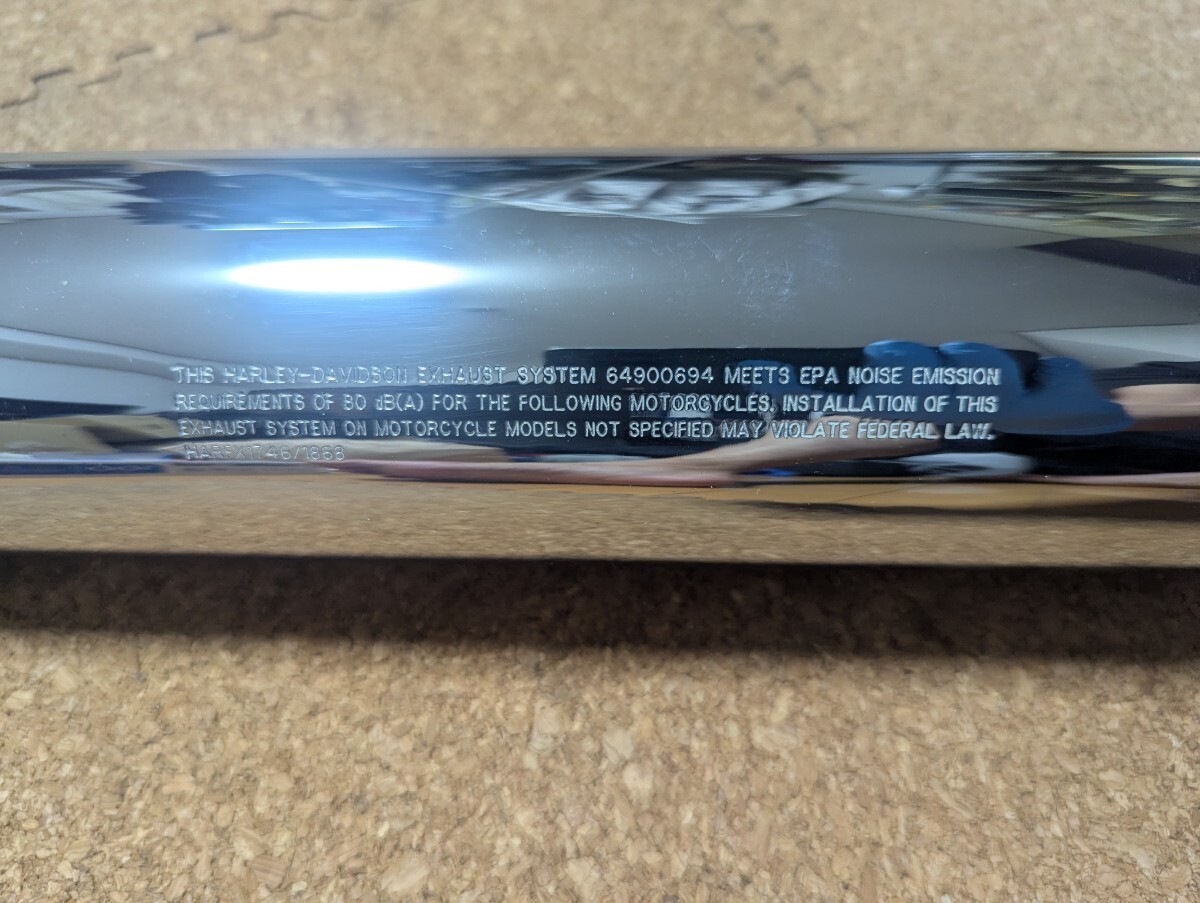 THIS HARLEY-DAVIDSON EXHAUST SYSTEM 64900694 MEETS EPA NOISE EMISSION
REQUIREMENTS OF 80 dB(A) FOR THE FOLLOWING MOTORCYCLES. INSTALLATION OF THIS
EXHAUST SYSTEM ON MOTORCYCLE MODELS NOT SPECIFIED MAY VIOLATE FEDERAL LAW.